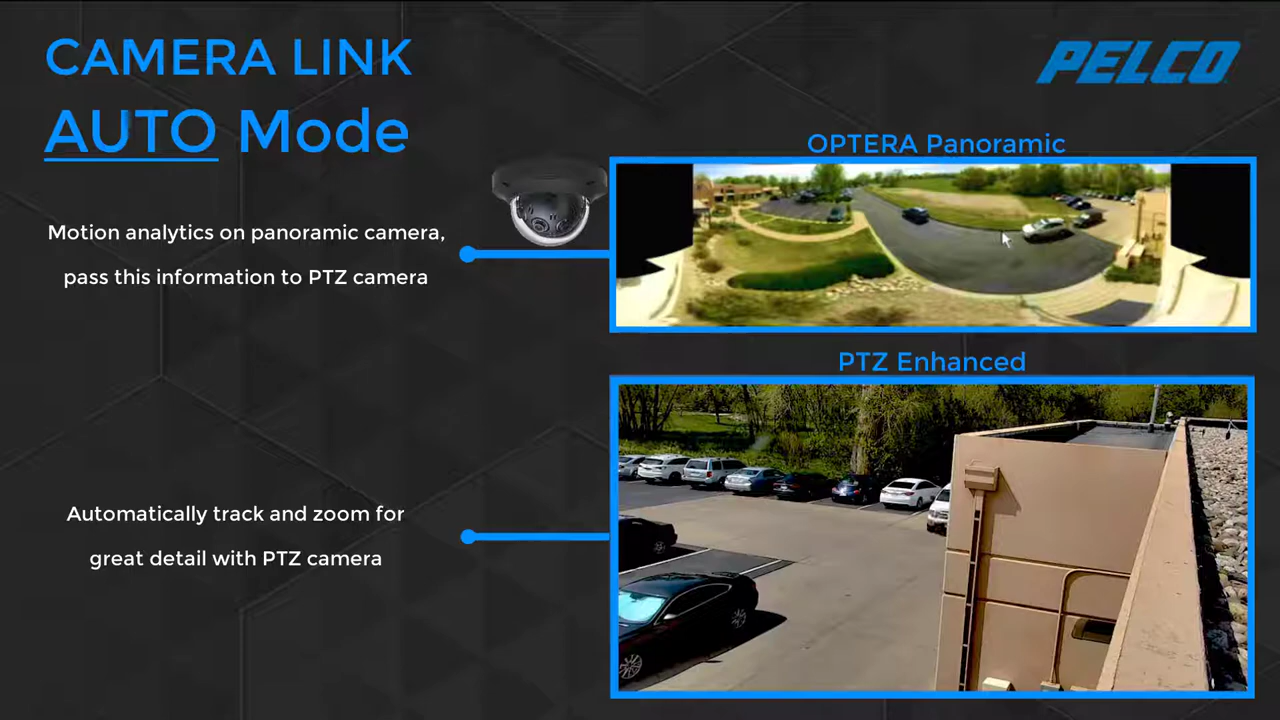 CAMERA LINK
AUTO Mode
PELCO
OPTERA Panoramic
Motion analytics on panoramic camera,
pass this information to PTZ camera
PTZ Enhanced
Automatically track and zoom for
great detail with PTZ camera